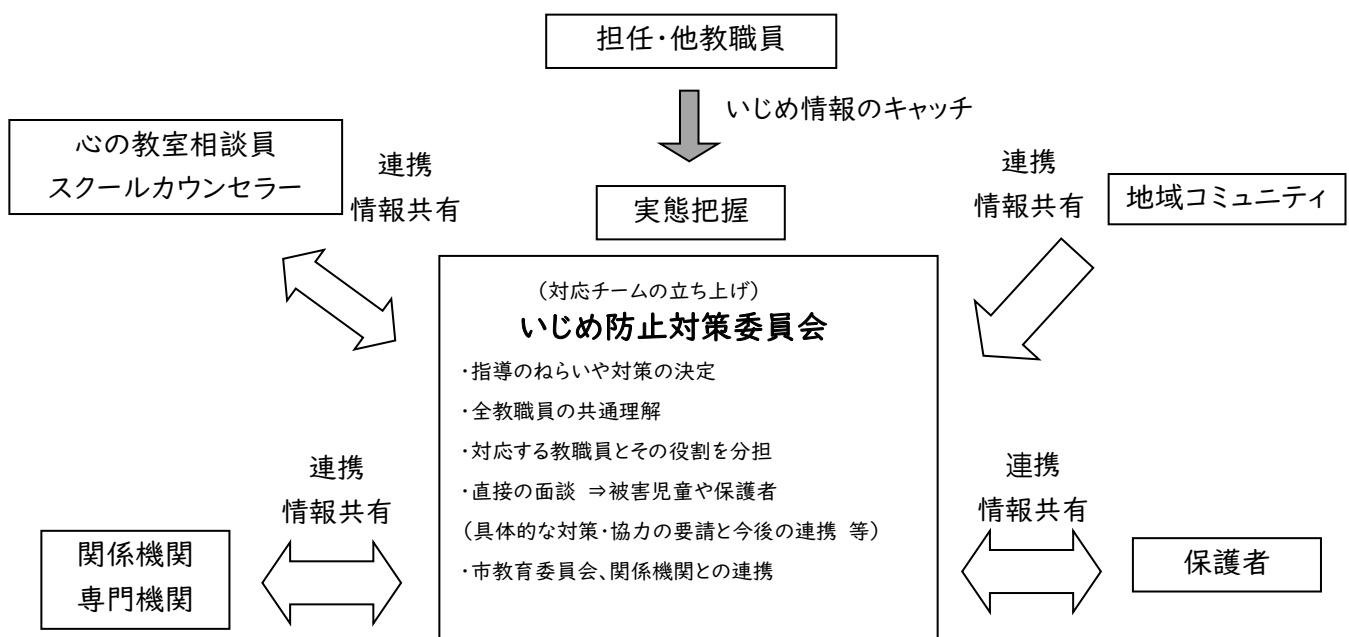 担任・他教職員
いじめ情報のキャッチ
心の教室相談員
スクールカウンセラー
連携
情報共有
実態把握
連携
情報共有
地域コミュニティ
（対応チームの立ち上げ）
いじめ防止対策委員会
・指導のねらいや対策の決定
・全教職員の共通理解
・対応する教職員とその役割を分担
・直接の面談 ⇒被害児童や保護者
（具体的な対策・協力の要請と今後の連携 等）
・市教育委員会、関係機関との連携
連携
情報共有
関係機関
専門機関
連携
情報共有
保護者